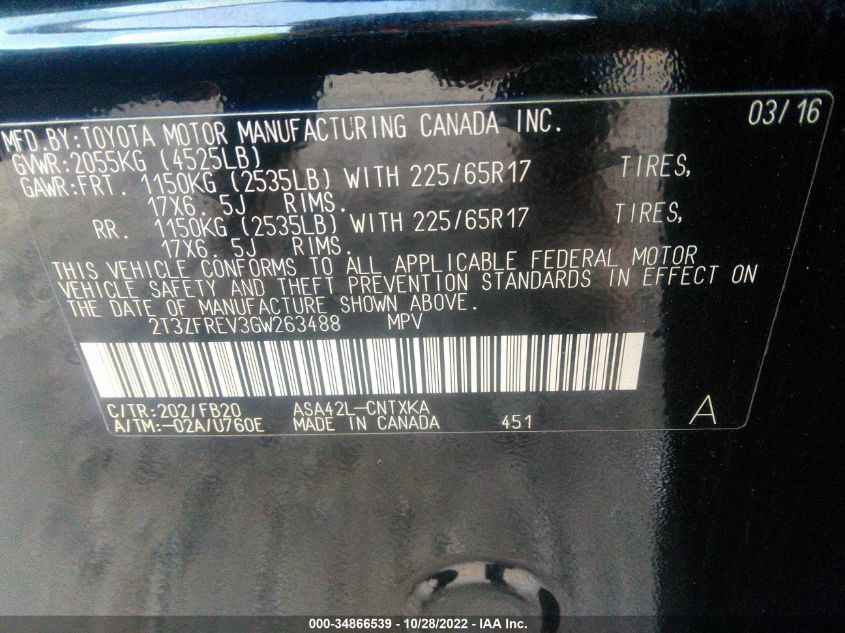 MFD.BY:TOYOTA MOTOR MANUFACTURING CANADA INC. 03/16
GVWR:2055KG (4525LB)
GAWR:FRT. 1150KG (2535LB) WITH 225/65R17 TIRES,
17X6.5J RIMS.
RR. 1150KG (2535LB) WITH 225/65R17 TIRES,
17X6.5J RIMS.
THIS VEHICLE CONFORMS TO ALL APPLICABLE FEDERAL MOTOR
VEHICLE SAFETY AND THEFT PREVENTION STANDARDS IN EFFECT ON
THE DATE OF MANUFACTURE SHOWN ABOVE.
2T3ZFREV3GW263488 MPV
C/TR:202/FB20 ASA42L-CNTXKA A
A/TM:-02A/U760E MADE IN CANADA 451
000-34866539 - 10/28/2022 - IAA Inc.